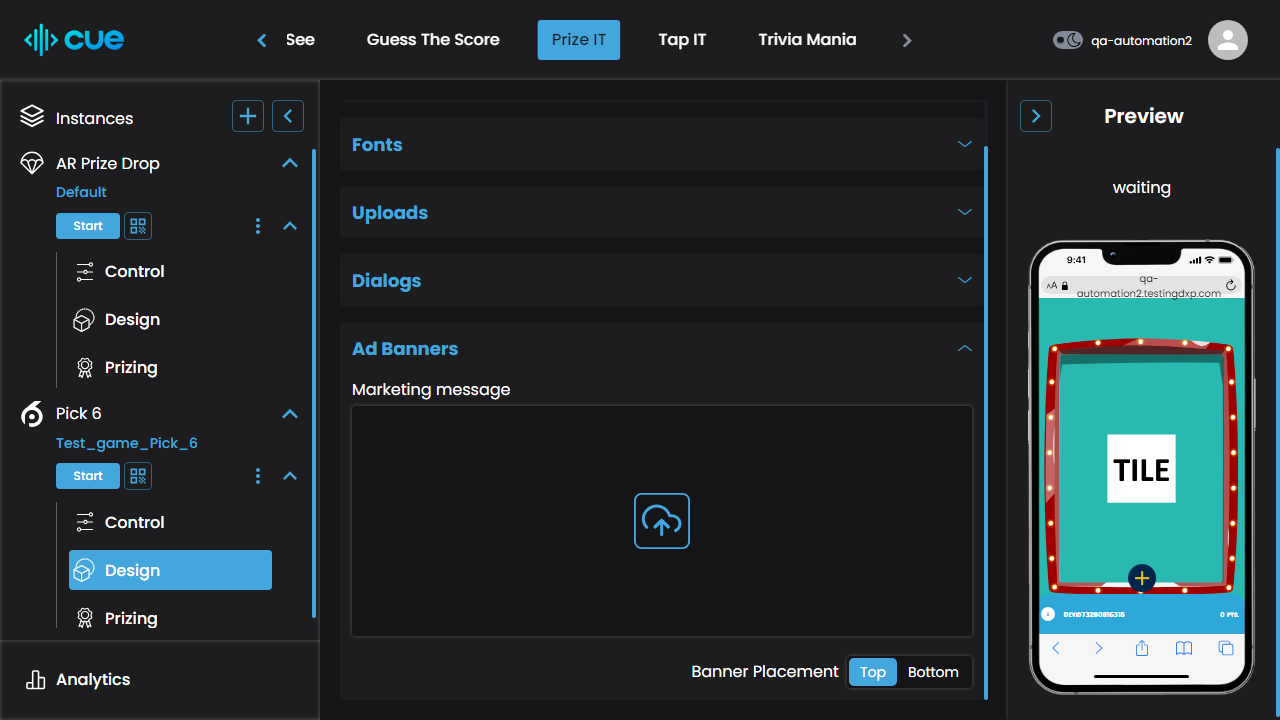 cue
See
Guess The Score
Prize IT
Tap IT
Trivia Mania
qa-automation2
Instances
AR Prize Drop
Default
Start
Control
Design
Prizing
Pick 6
Test_game_Pick_6
Start
Control
Design
Prizing
Analytics
Fonts
Uploads
Dialogs
Ad Banners
Marketing message
Banner Placement
Top
Bottom
Preview
waiting
9:41
AA
qa-
automation2.testingdxp.com
TILE
0 PTS.